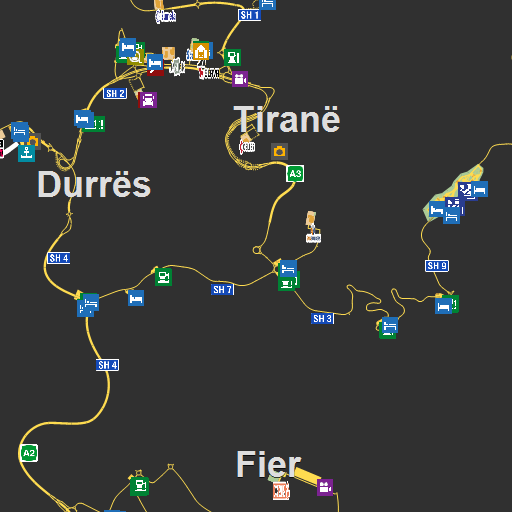 SH 1
SH 2
Tiranë
A3
Durrës
SH 4
SH 9
SH 7
SH 3
SH 4
A2
Fier